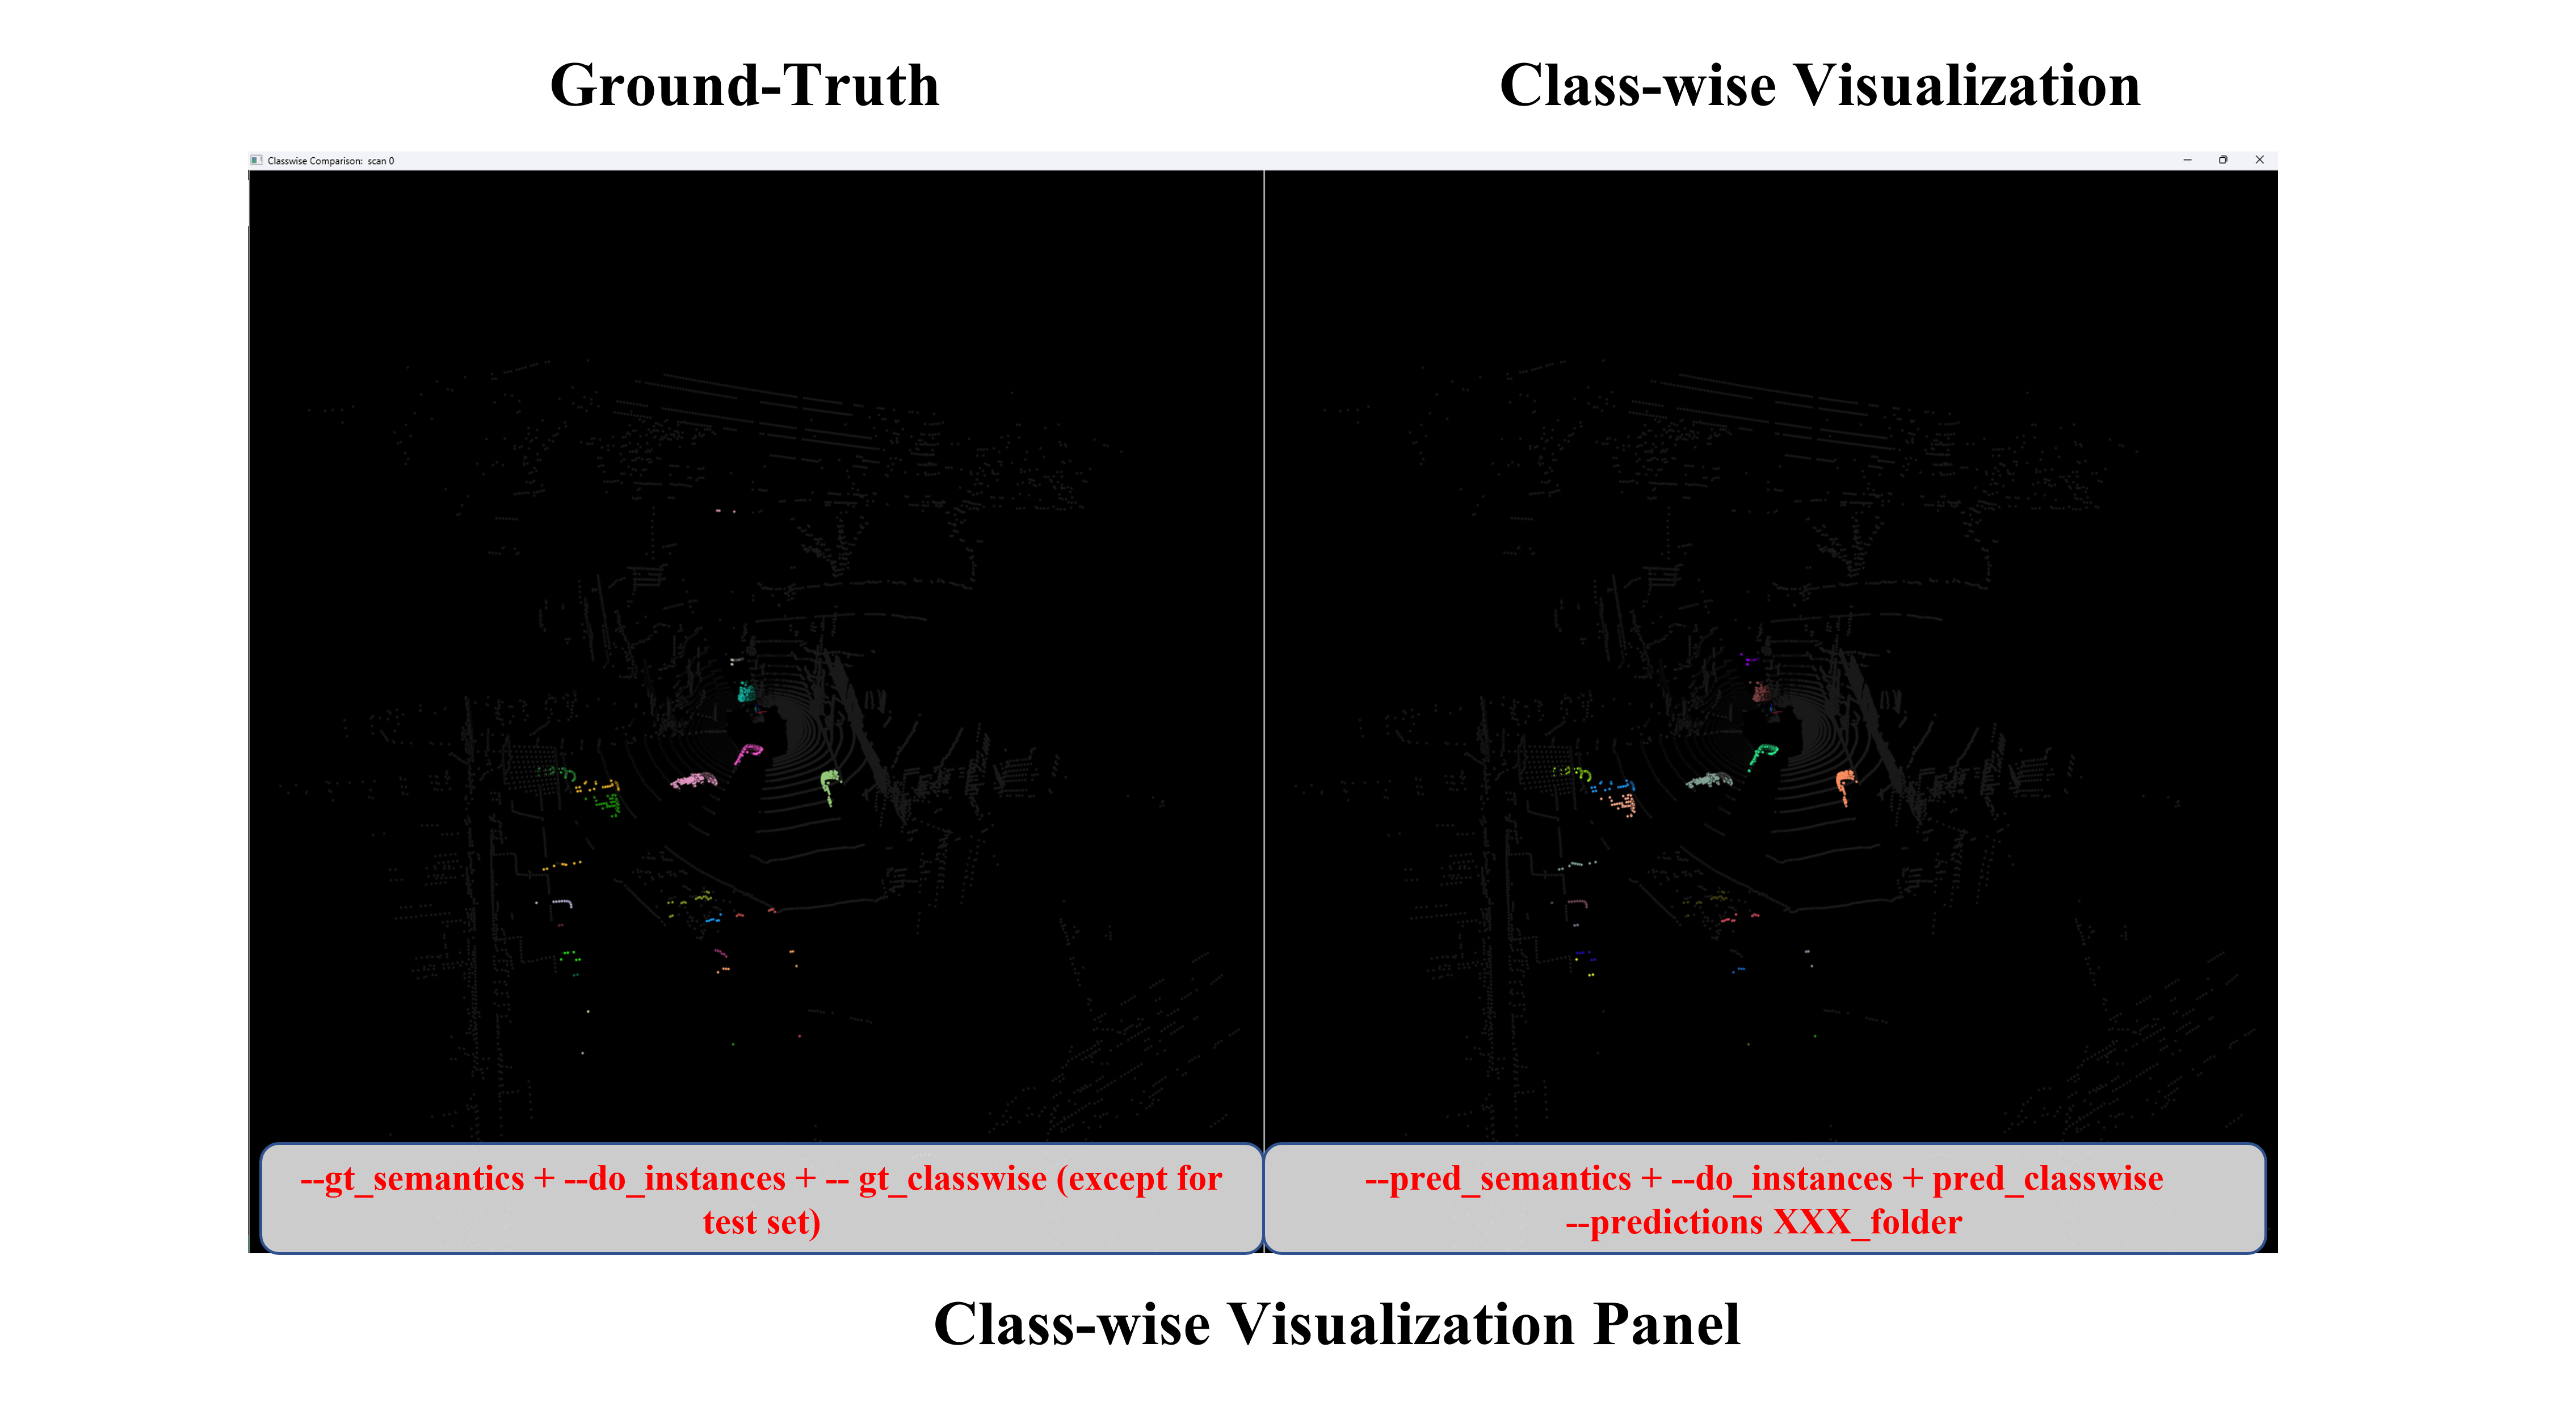 Ground-Truth
Class-wise Visualization
Classwise Comparison: scan 0
--gt_semantics + --do_instances + -- gt_classwise (except for
test set)
--pred_semantics + --do_instances + pred_classwise
--predictions XXX_folder
Class-wise Visualization Panel